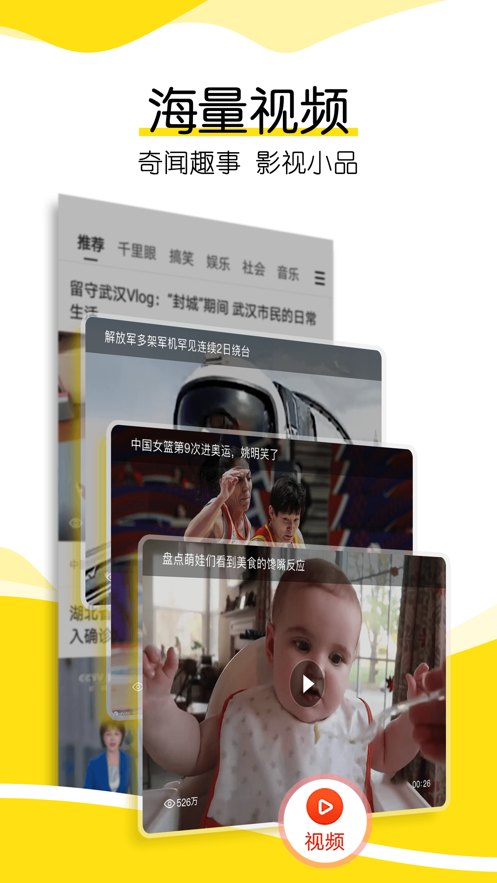 海量视频
奇闻趣事 影视小品
推荐 千里眼 搞笑 娱乐 社会 音乐
留守武汉Vlog："封城"期间 武汉市民的日常
生活
解放军多架军机罕见连续2日绕台
中国女篮第9次进奥运，姚明笑了
盘点萌娃们看到美食的馋嘴反应
湖北
入确诊
CCTV
526万
00:26
视频